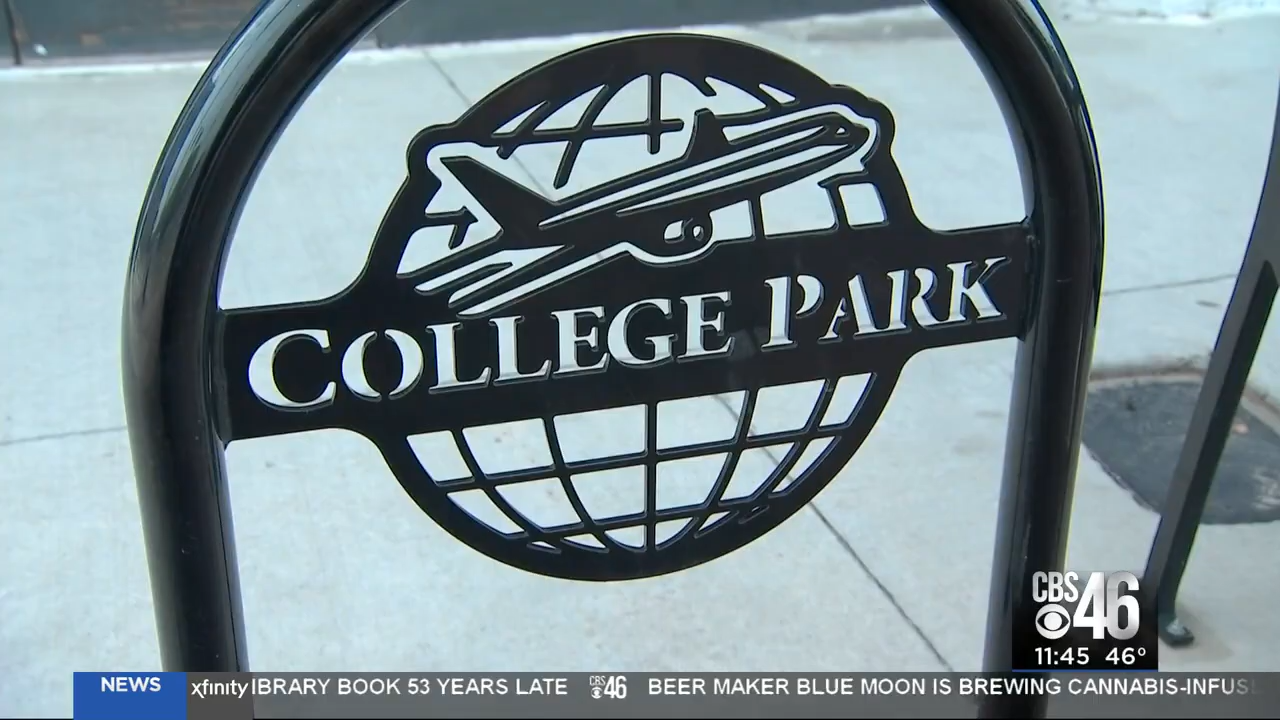 COLLEGE PARK
CBS 46
11:45 46°
NEWS xfinity IBRARY BOOK 53 YEARS LATE CBS 46 BEER MAKER BLUE MOON IS BREWING CANNABIS-INFUS